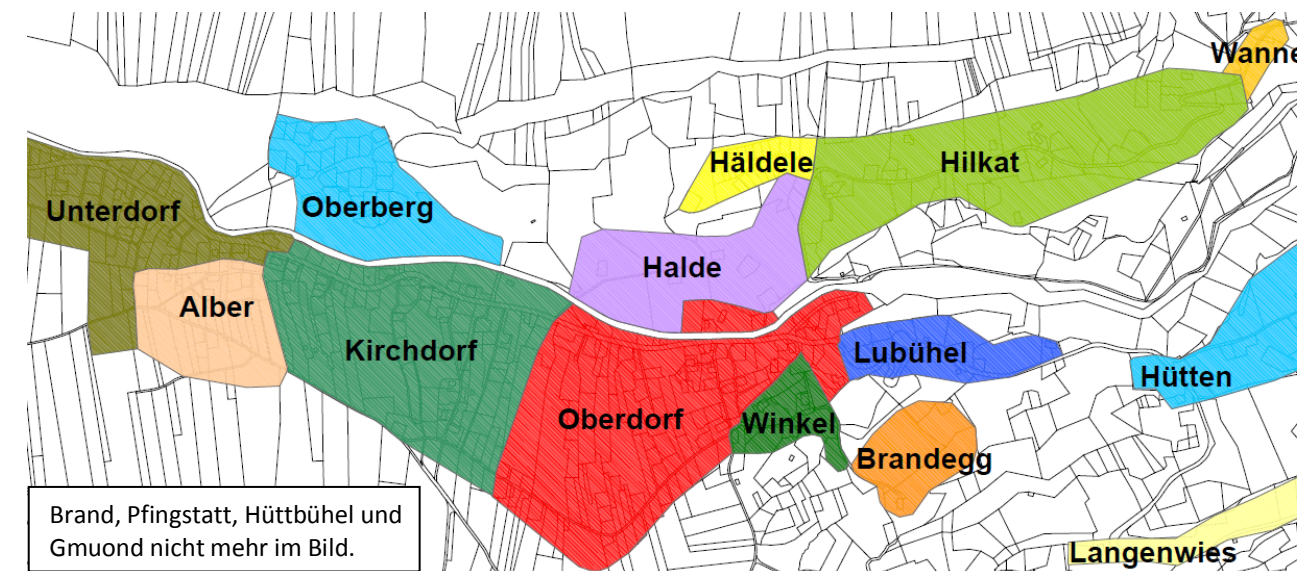 Wanne
Häldele
Hilkat
Unterdorf
Oberberg
Halde
Alber
Kirchdorf
Lubühel
Hütten
Oberdorf
Winkel
Brandegg
Brand, Pfingstatt, Hüttbühel und
Gmuond nicht mehr im Bild.
Langenwies